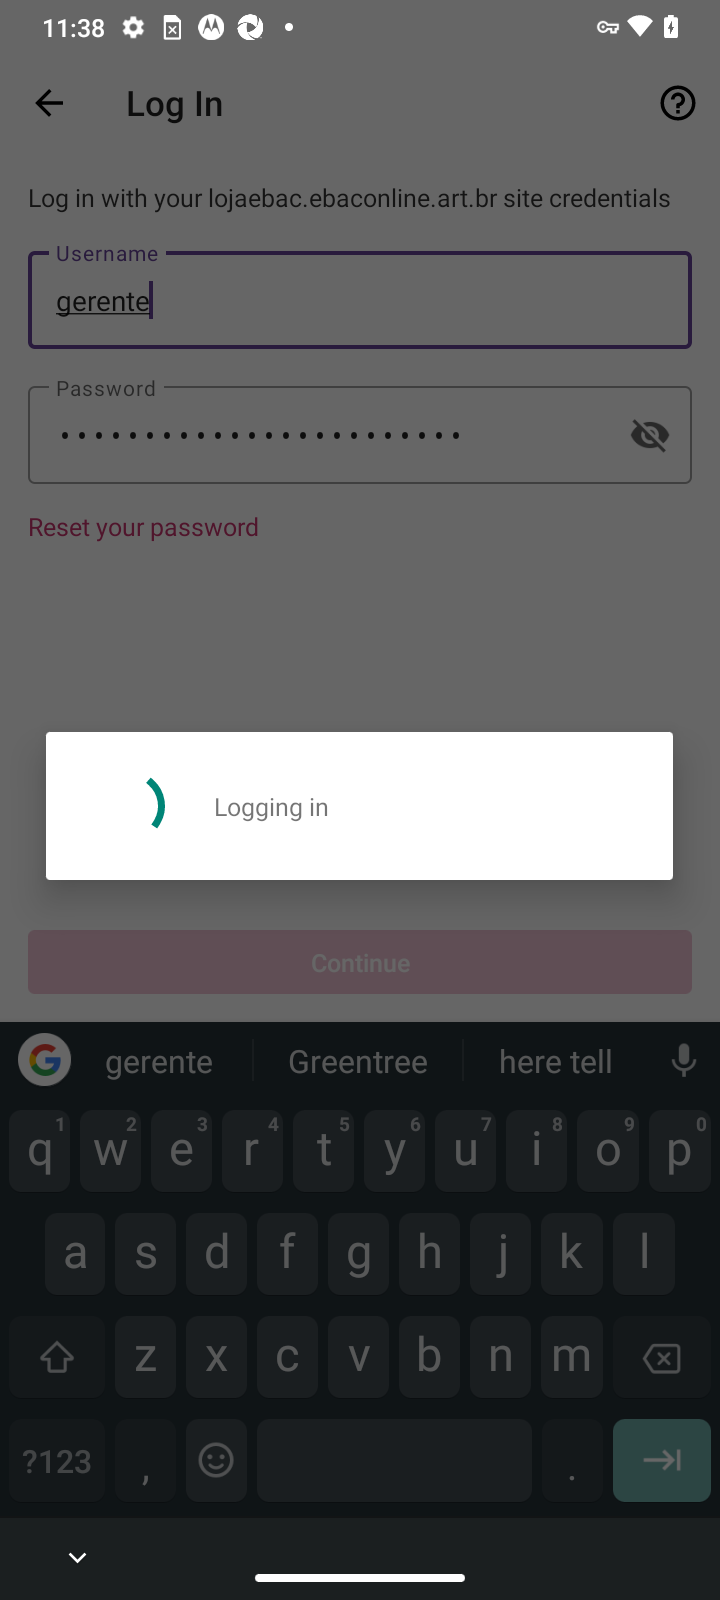 11:38
Log In
Log in with your lojaebac.ebaconline.art.br site credentials
Username
gerente
Password
••••••••••••••••••••••••
Reset your password
Logging in
Continue
gerente Greentree here tell
1 2 3 4 5 6 7 8 9 0
q w e r t y u i o p
a s d f g h j k l
z x c v b n m
?123 , .